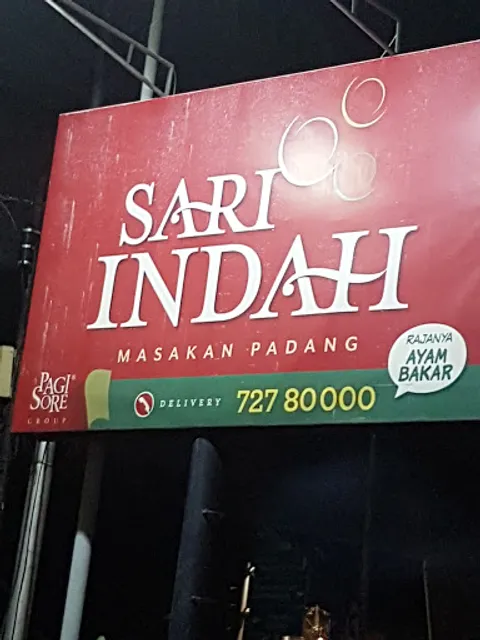 SARI
INDAH
MASAKAN PADANG
RAJANYA
AYAM
BAKAR
PAGI
SORE
GROUP
DELIVERY 727 80000